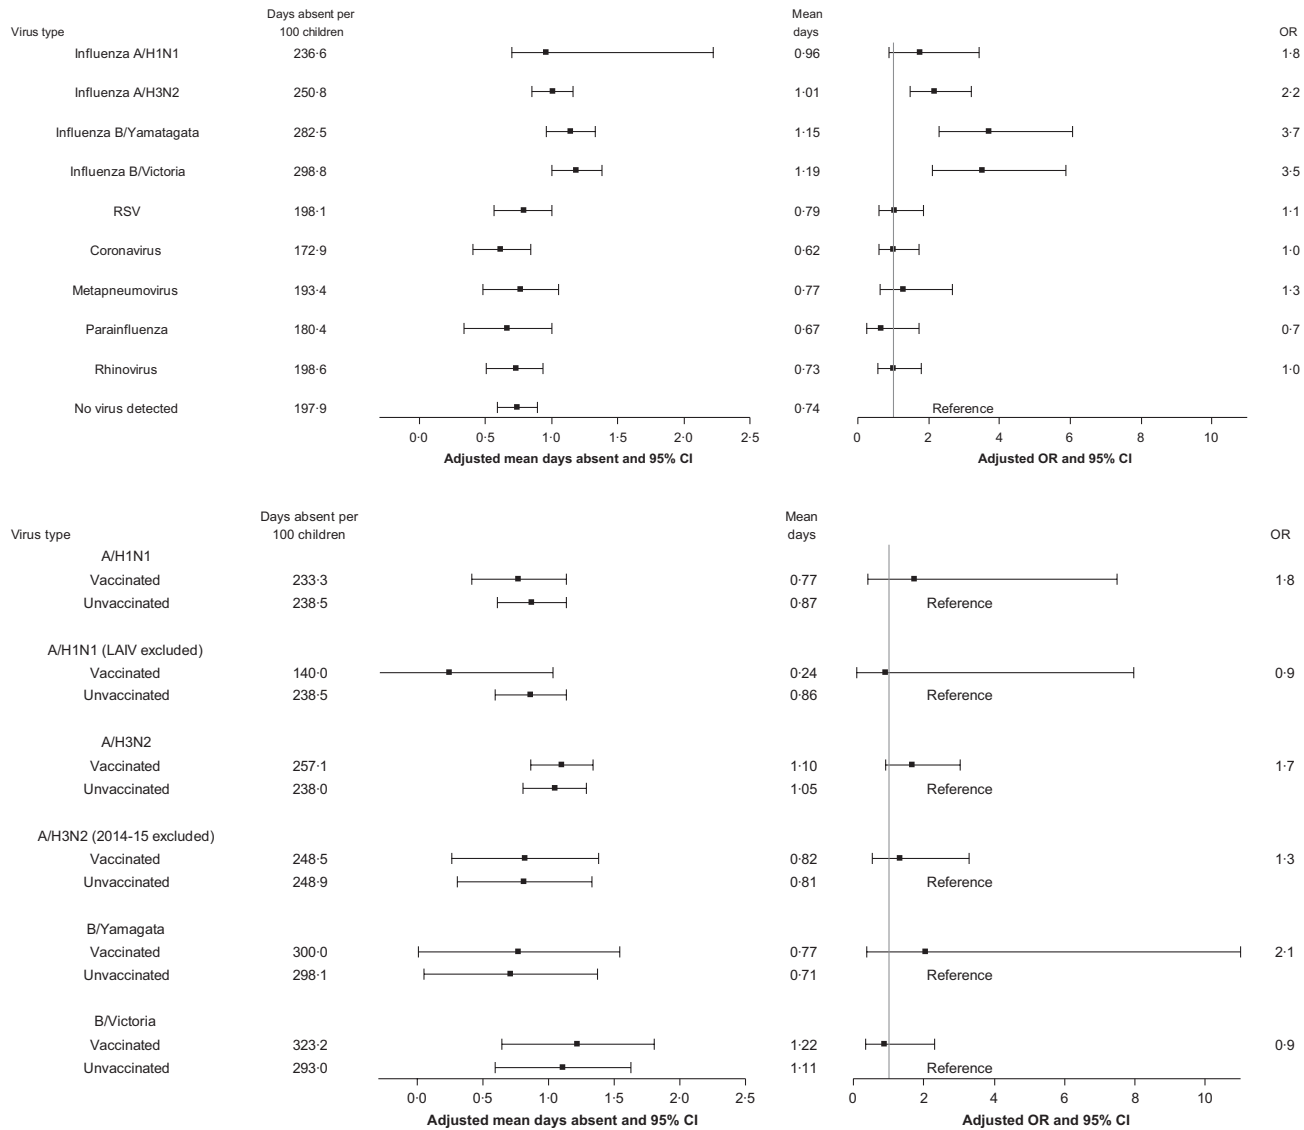 Virus type Days absent per 100 children Mean days OR
Influenza A/H1N1 236·6 0·96 1·8
Influenza A/H3N2 250·8 1·01 2·2
Influenza B/Yamatagata 282·5 1·15 3·7
Influenza B/Victoria 298·8 1·19 3·5
RSV 198·1 0·79 1·1
Coronavirus 172·9 0·62 1·0
Metapneumovirus 193·4 0·77 1·3
Parainfluenza 180·4 0·67 0·7
Rhinovirus 198·6 0·73 1·0
No virus detected 197·9 0·74 Reference
0·0 0·5 1·0 1·5 2·0 2·5 0 2 4 6 8 10
Adjusted mean days absent and 95% CI Adjusted OR and 95% CI
Virus type Days absent per 100 children Mean days OR
A/H1N1
Vaccinated 233·3 0·77 1·8
Unvaccinated 238·5 0·87 Reference
A/H1N1 (LAIV excluded)
Vaccinated 140·0 0·24 0·9
Unvaccinated 238·5 0·86 Reference
A/H3N2
Vaccinated 257·1 1·10 1·7
Unvaccinated 238·0 1·05 Reference
A/H3N2 (2014-15 excluded)
Vaccinated 248·5 0·82 1·3
Unvaccinated 248·9 0·81 Reference
B/Yamagata
Vaccinated 300·0 0·77 2·1
Unvaccinated 298·1 0·71 Reference
B/Victoria
Vaccinated 323·2 1·22 0·9
Unvaccinated 293·0 1·11 Reference
0·0 0·5 1·0 1·5 2·0 2·5 0 2 4 6 8 10
Adjusted mean days absent and 95% CI Adjusted OR and 95% CI